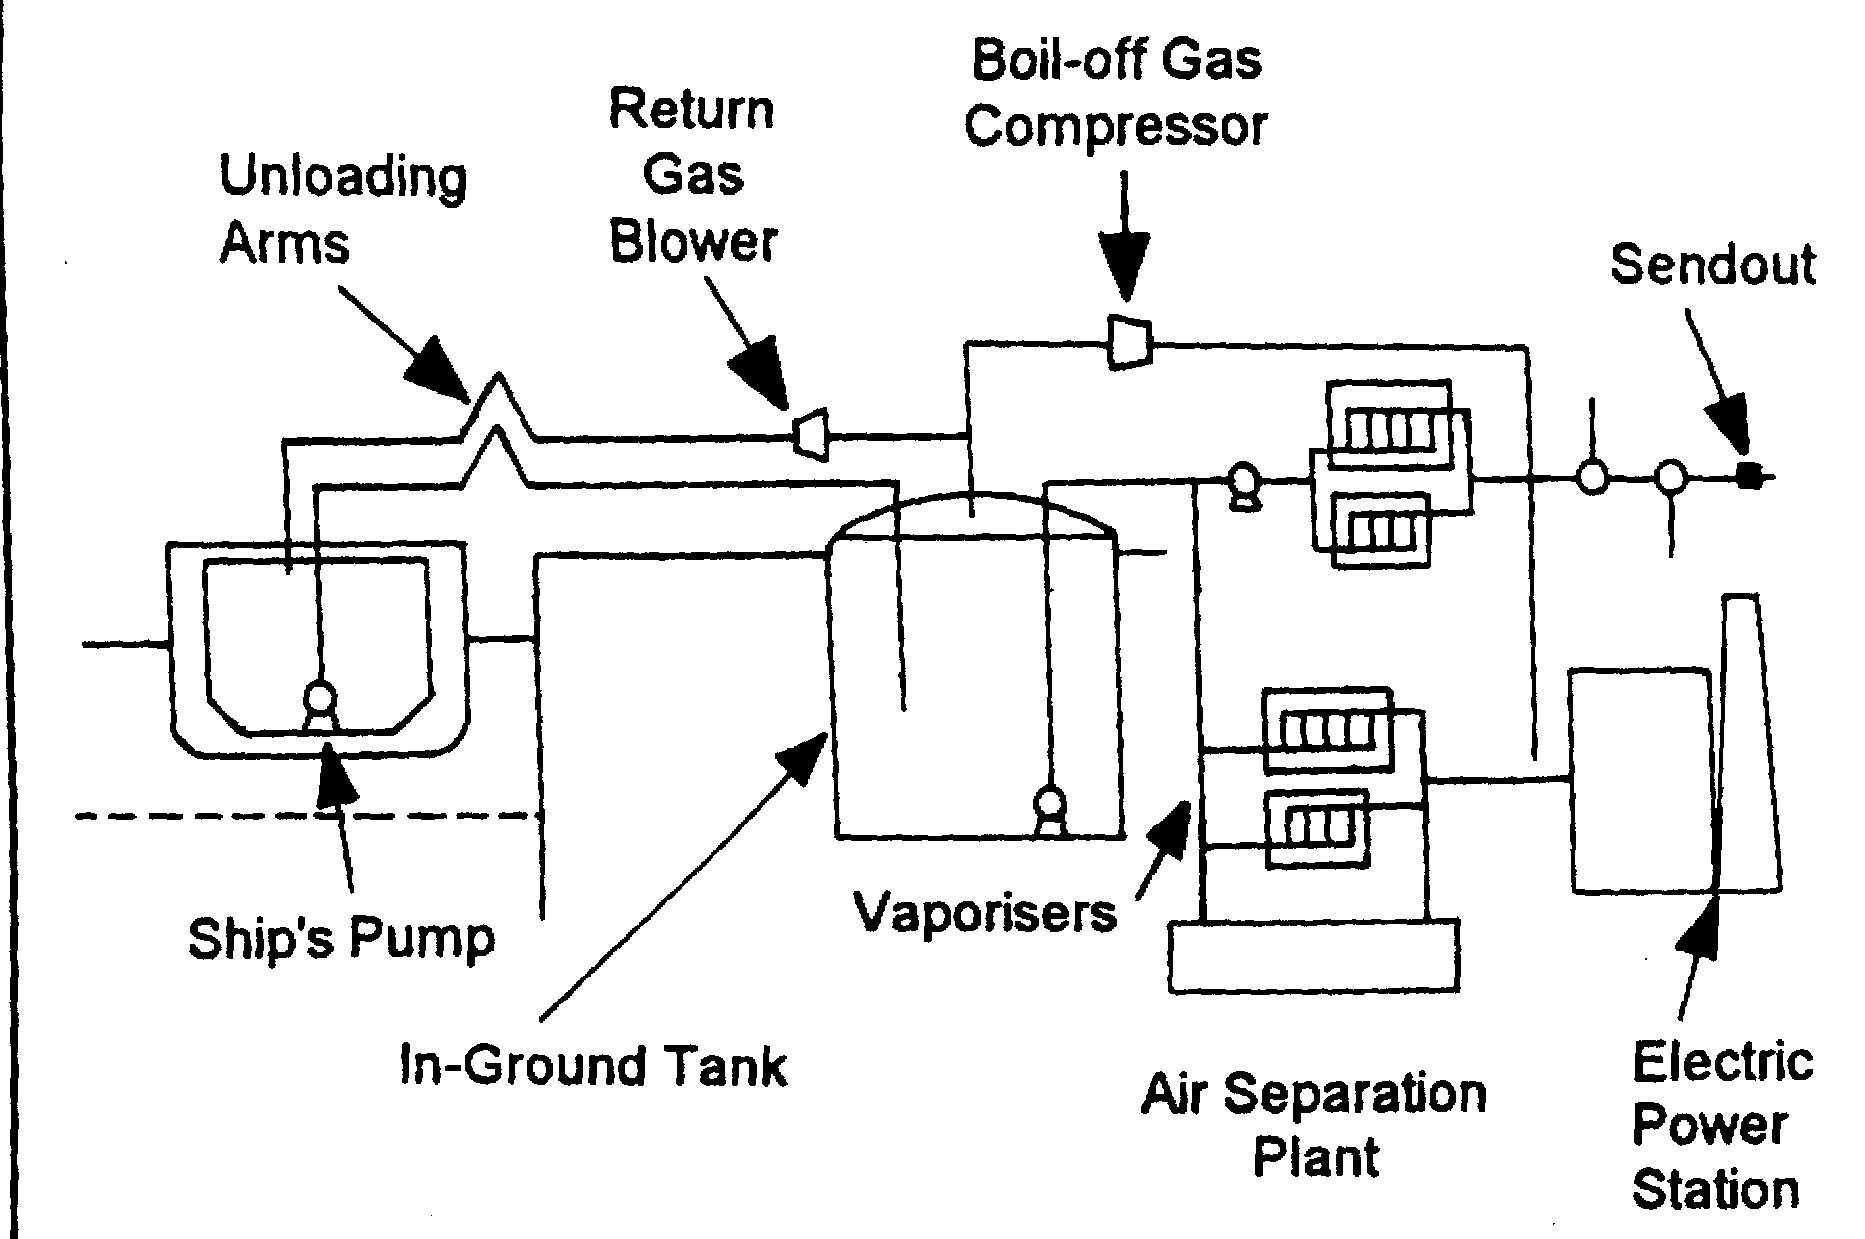 Boil-off Gas
Compressor
Return
Gas
Blower
Unloading
Arms
Sendout
Vaporisers
Ship's Pump
In-Ground Tank
Air Separation
Plant
Electric
Power
Station